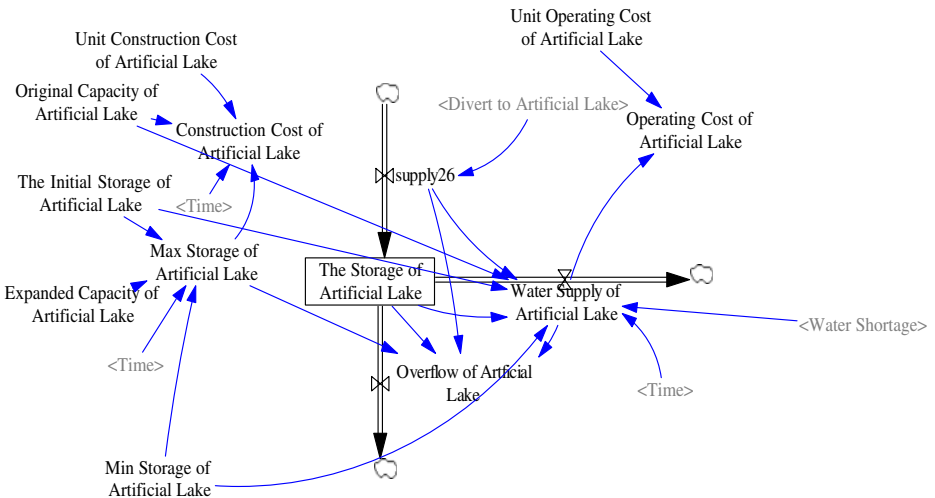 Unit Operating Cost
of Artificial Lake
Unit Construction Cost
of Artificial Lake
Original Capacity of
Artificial Lake
<Divert to Artificial Lake>
Construction Cost of
Artificial Lake
Operating Cost of
Artificial Lake
supply26
The Initial Storage of
Artificial Lake
<Time>
Max Storage of
Artificial Lake
The Storage of
Artificial Lake
Expanded Capacity of
Artificial Lake
Water Supply of
Artificial Lake
<Water Shortage>
<Time>
Overflow of Artficial
Lake
<Time>
Min Storage of
Artificial Lake